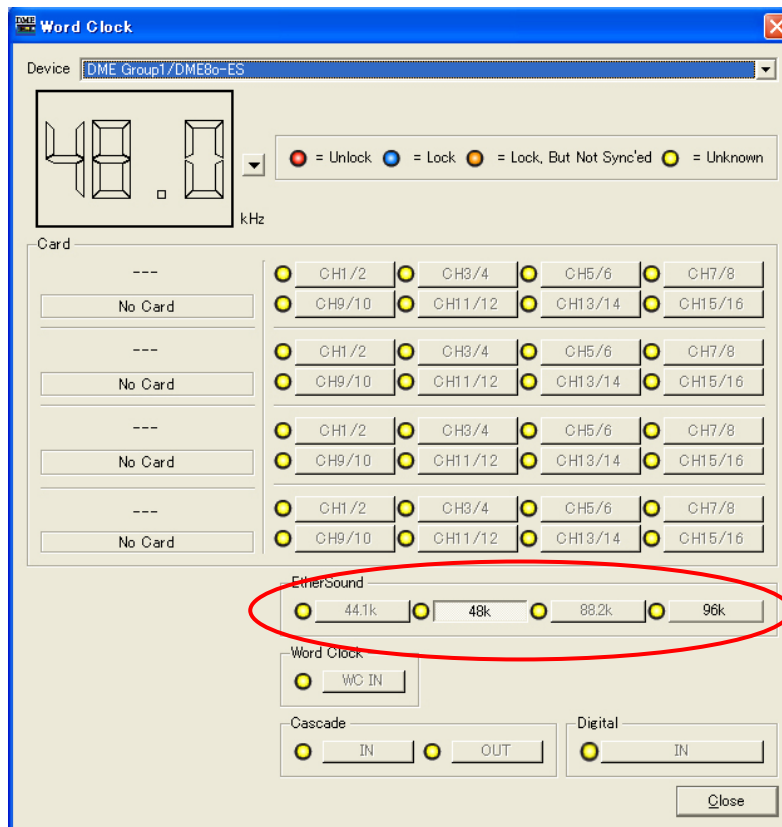 DME
Word Clock
Device DME Group1/DME8o-ES
48.0
kHz
= Unlock = Lock = Lock, But Not Sync'ed = Unknown
Card
--- CH1/2 CH3/4 CH5/6 CH7/8
No Card CH9/10 CH11/12 CH13/14 CH15/16
--- CH1/2 CH3/4 CH5/6 CH7/8
No Card CH9/10 CH11/12 CH13/14 CH15/16
--- CH1/2 CH3/4 CH5/6 CH7/8
No Card CH9/10 CH11/12 CH13/14 CH15/16
--- CH1/2 CH3/4 CH5/6 CH7/8
No Card CH9/10 CH11/12 CH13/14 CH15/16
EtherSound
44.1k 48k 88.2k 96k
Word Clock
WC IN
Cascade Digital
IN OUT IN
Close